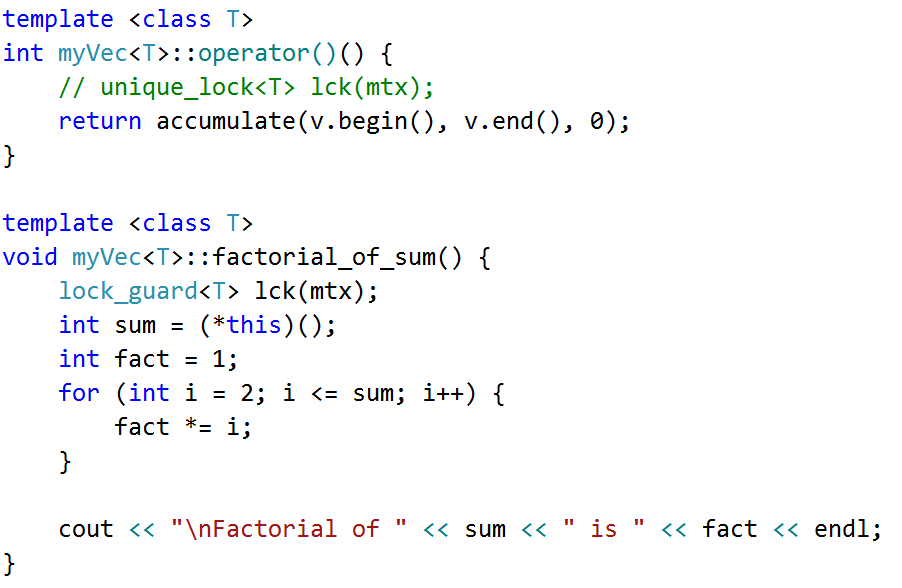 template <class T>
int myVec<T>::operator()() {
    // unique_lock<T> lck(mtx);
    return accumulate(v.begin(), v.end(), 0);
}

template <class T>
void myVec<T>::factorial_of_sum() {
    lock_guard<T> lck(mtx);
    int sum = (*this)();
    int fact = 1;
    for (int i = 2; i <= sum; i++) {
        fact *= i;
    }

    cout << "\nFactorial of " << sum << " is " << fact << endl;
}